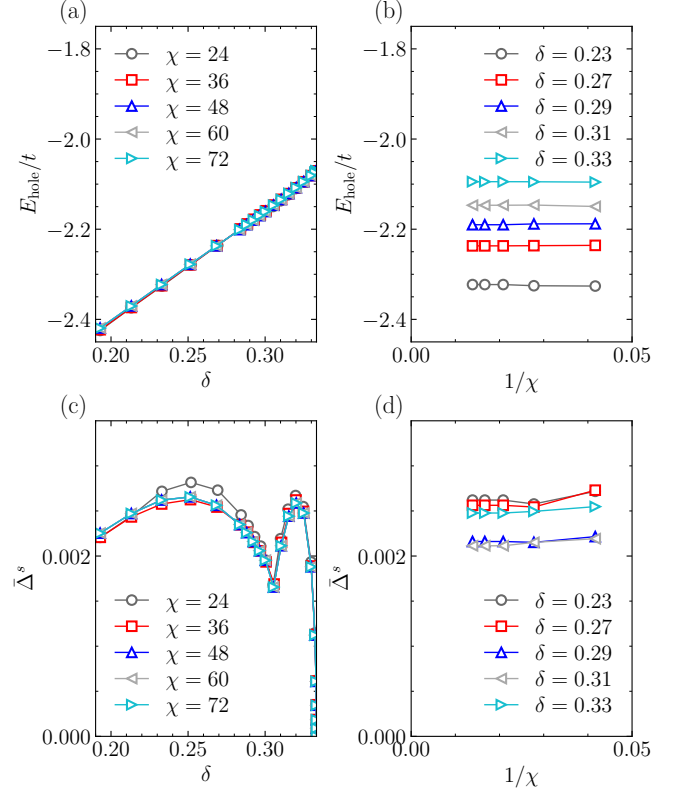 (a)
E_hole/t
−1.8
−2.0
−2.2
−2.4
χ = 24
χ = 36
χ = 48
χ = 60
χ = 72
0.20 0.25 0.30
δ
(b)
E_hole/t
−1.8
−2.0
−2.2
−2.4
δ = 0.23
δ = 0.27
δ = 0.29
δ = 0.31
δ = 0.33
0.00 0.05
1/χ
(c)
Δ̄^s
0.002
0.000
χ = 24
χ = 36
χ = 48
χ = 60
χ = 72
0.20 0.25 0.30
δ
(d)
Δ̄^s
0.002
0.000
δ = 0.23
δ = 0.27
δ = 0.29
δ = 0.31
δ = 0.33
0.00 0.05
1/χ